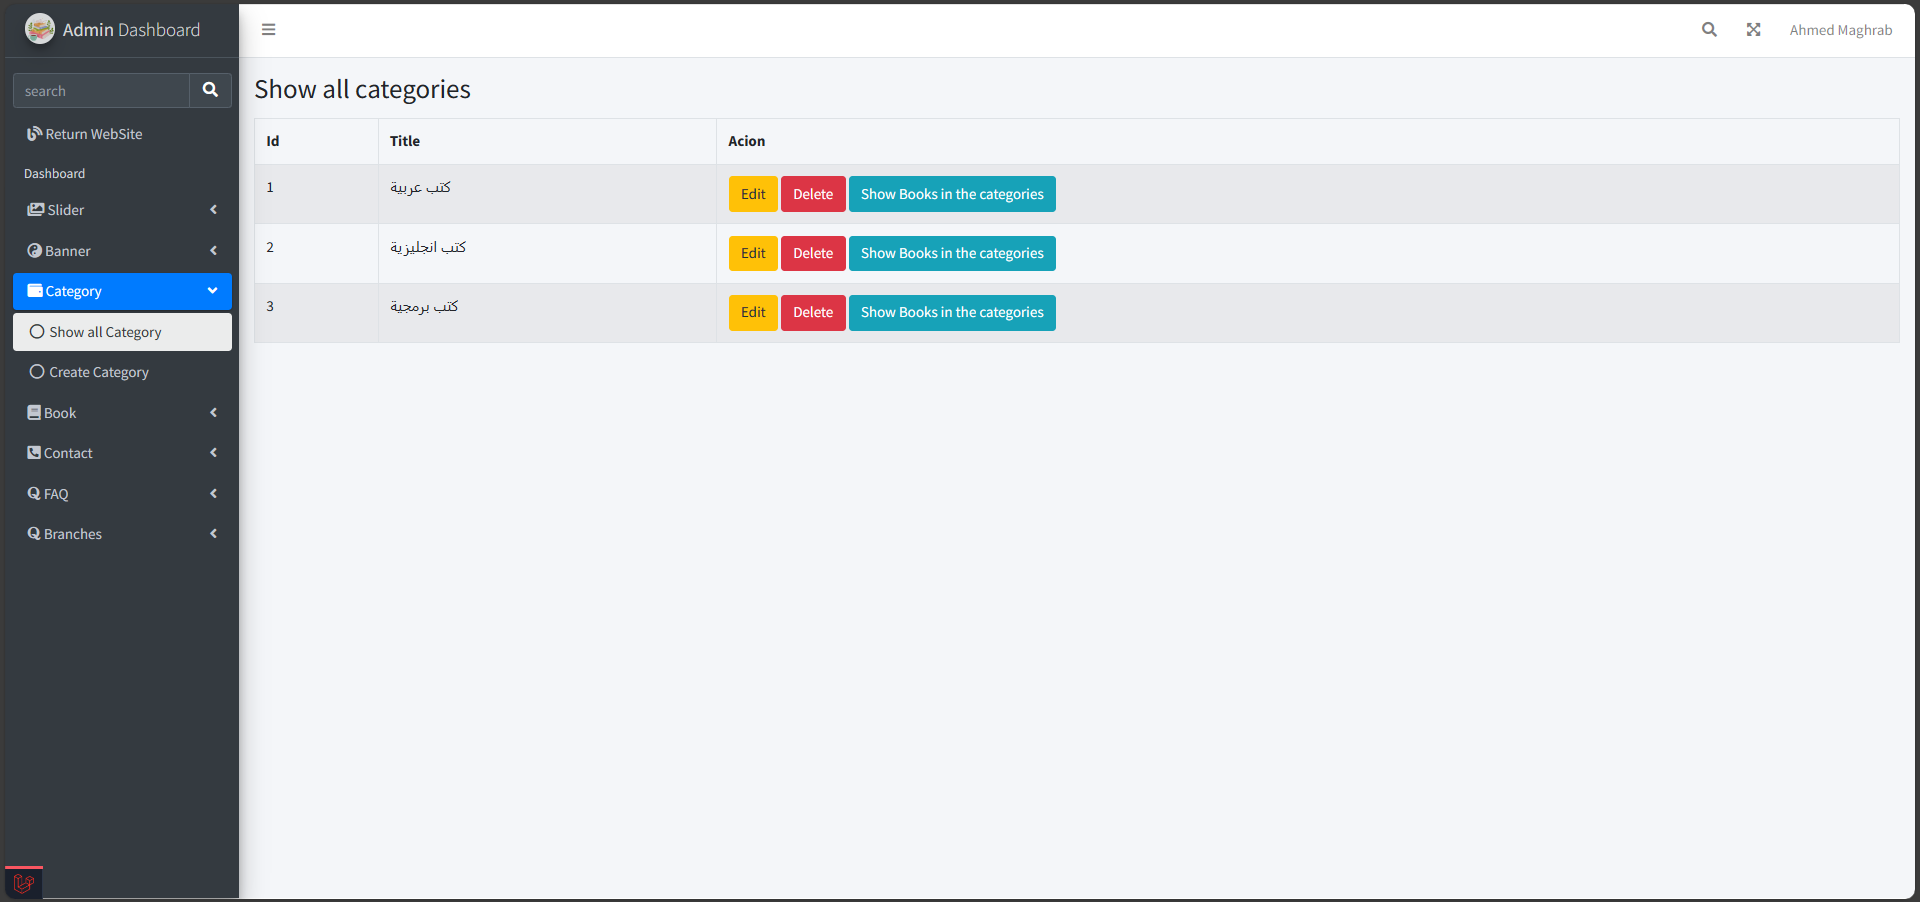 Admin Dashboard
Ahmed Maghrab
search
Return WebSite
Dashboard
Slider
Banner
Category
Show all Category
Create Category
Book
Contact
FAQ
Branches
Show all categories
Id Title Acion
1 كتب عربية Edit Delete Show Books in the categories
2 كتب انجليزية Edit Delete Show Books in the categories
3 كتب برمجية Edit Delete Show Books in the categories